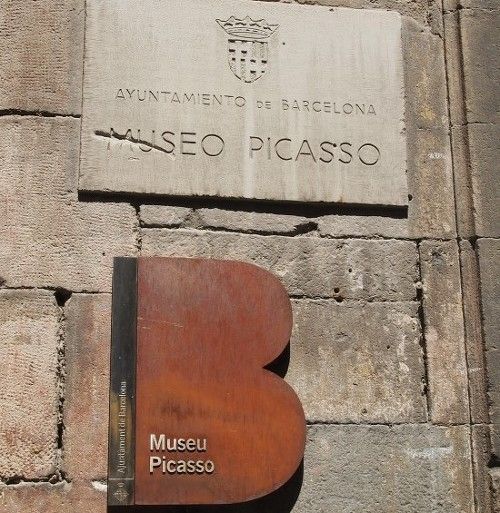 AYUNTAMIENTO DE BARCELONA
MUSEO PICASSO
Ajuntament de Barcelona
Museu
Picasso